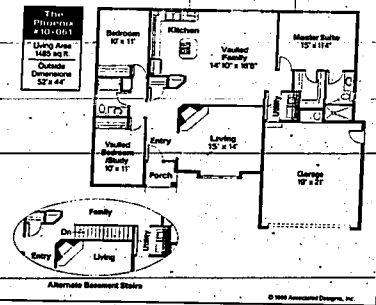 The
Phoenix
#10-061
Living Area
1485 sq. ft.
Outside
Dimensions
52' x 44'
Bedroom
10' x 11'
Kitchen
Vaulted
Family
14'10" x 16'8"
Master Suite
15' x 11'4"
Utility
Vaulted
Bedroom
/Study
10' x 11'
Entry
Living
15' x 14'
Porch
Garage
19' x 21'
Family
Dn
Utility
Entry
Living
Alternate Basement Stairs
Associated Designs, Inc.